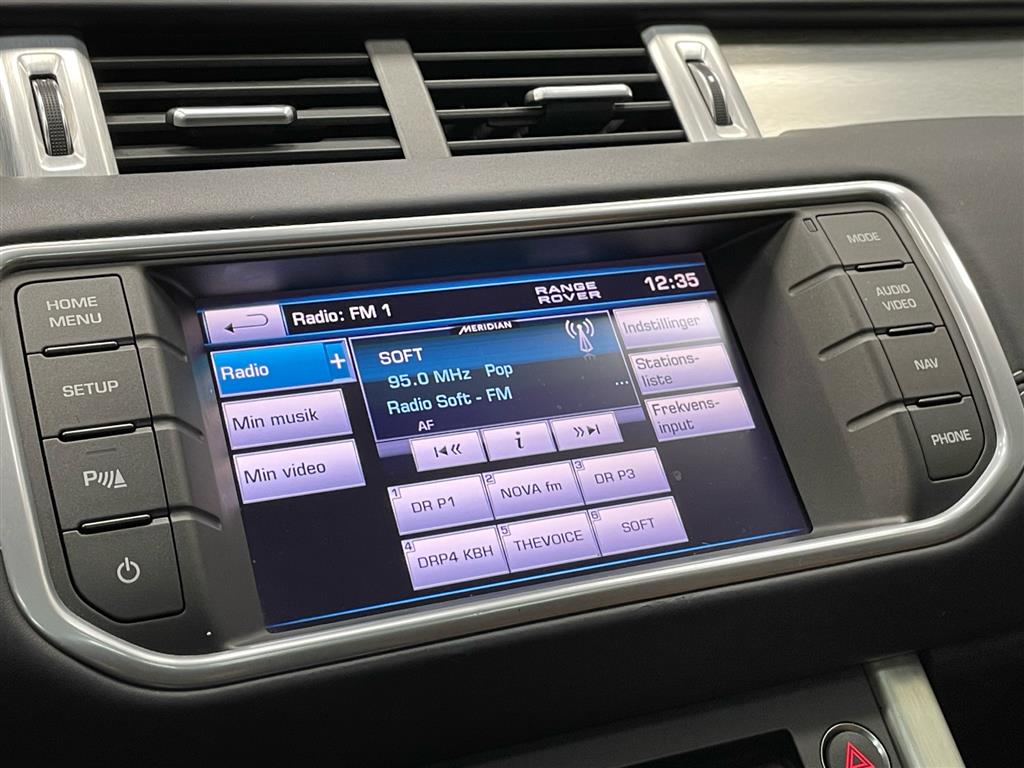 HOME
MENU
SETUP
P
MODE
AUDIO
VIDEO
NAV
PHONE
Radio: FM 1
RANGE
ROVER
12:35
Radio +
Min musik
Min video
MERIDIAN
SOFT
95.0 MHz Pop
Radio Soft - FM
...
AF
Indstillinger
Stations-
liste
Frekvens-
input
i
1 DR P1
2 NOVA fm
3 DR P3
4 DRP4 KBH
5 THEVOICE
6 SOFT